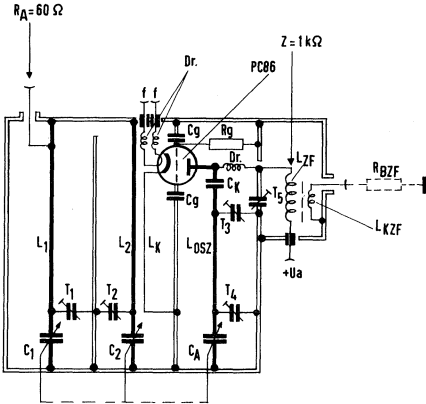 R_A = 60 Ω
f f
Dr.
PC86
Z = 1 kΩ
Cg
Rg
Dr.
L_ZF
R_BZF
C_K
T_5
Cg
T_3
L_KZF
L_1
L_2
L_K
L_OSZ
+Ua
T_1
T_2
T_4
C_1
C_2
C_A